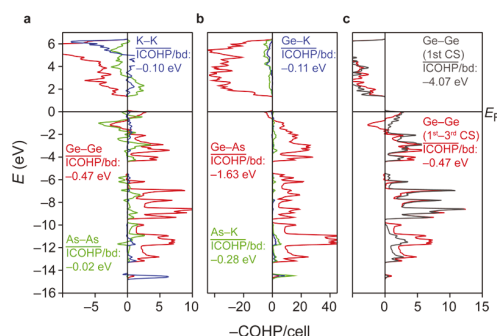 a
b
c
K–K
ICOHP/bd:
–0.10 eV
Ge–Ge
ICOHP/bd:
–0.47 eV
As–As
ICOHP/bd:
–0.02 eV
Ge–K
ICOHP/bd:
–0.11 eV
Ge–As
ICOHP/bd:
–1.63 eV
As–K
ICOHP/bd:
–0.28 eV
Ge–Ge
(1st CS)
ICOHP/bd:
–4.07 eV
Ge–Ge
(1st–3rd CS)
ICOHP/bd:
–0.47 eV
EF
E (eV)
8
6
4
2
0
–2
–4
–6
–8
–10
–12
–14
–16
–5 0 5
0 20 40
0 5 10 15
–COHP/cell